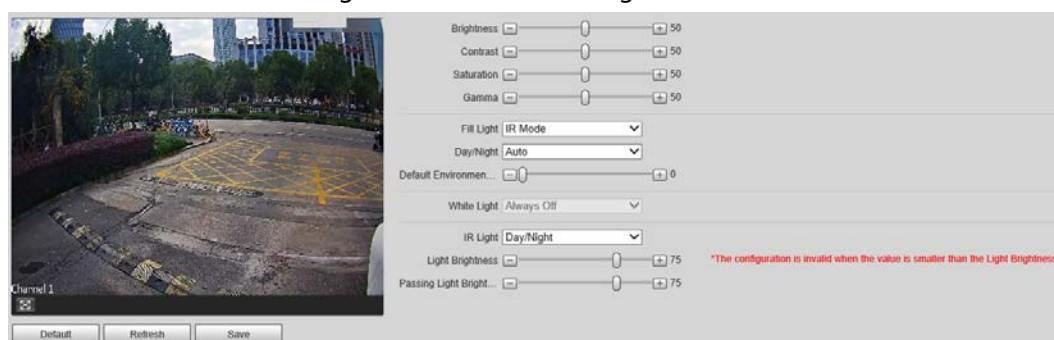 Brightness - + 50
Contrast - + 50
Saturation - + 50
Gamma - + 50
Fill Light IR Mode
Day/Night Auto
Default Environmen... - + 0
White Light Always Off
IR Light Day/Night
Light Brightness - + 75 *The configuration is invalid when the value is smaller than the Light Brightness
Passing Light Bright... - + 75
Channel 1
Default Refresh Save